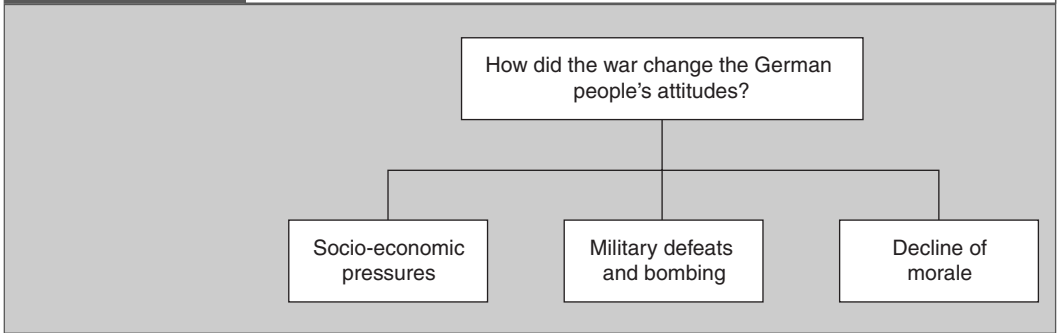 How did the war change the German
people's attitudes?
Socio-economic
pressures
Military defeats
and bombing
Decline of
morale